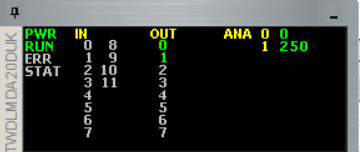 TWDLMDA20DUK
PWR IN OUT ANA 0 0
RUN 0 8 0 1 250
ERR 1 9 1
STAT 2 10 2
3 11 3
4 4
5 5
6 6
7 7